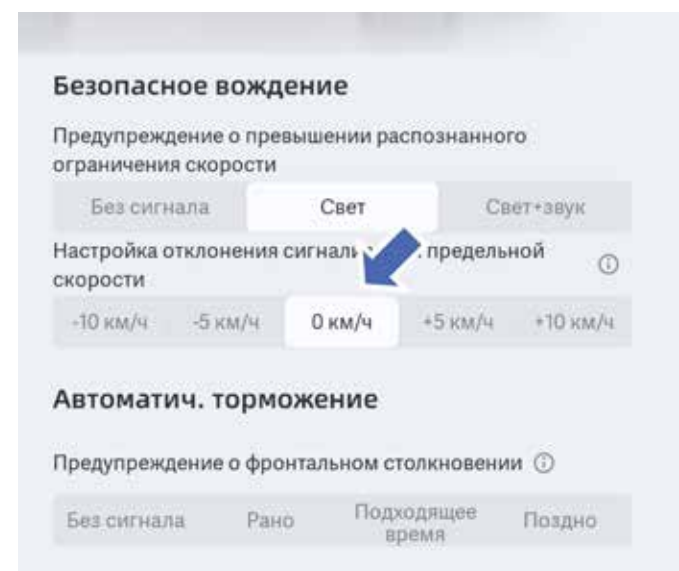 Безопасное вождение
Предупреждение о превышении распознанного
ограничения скорости
Без сигнала Свет Свет+звук
Настройка отклонения предельной
скорости
-10 км/ч -5 км/ч 0 км/ч +5 км/ч +10 км/ч
Автоматич. торможение
Предупреждение о фронтальном столкновении
Без сигнала Рано Подходящее Поздно
время